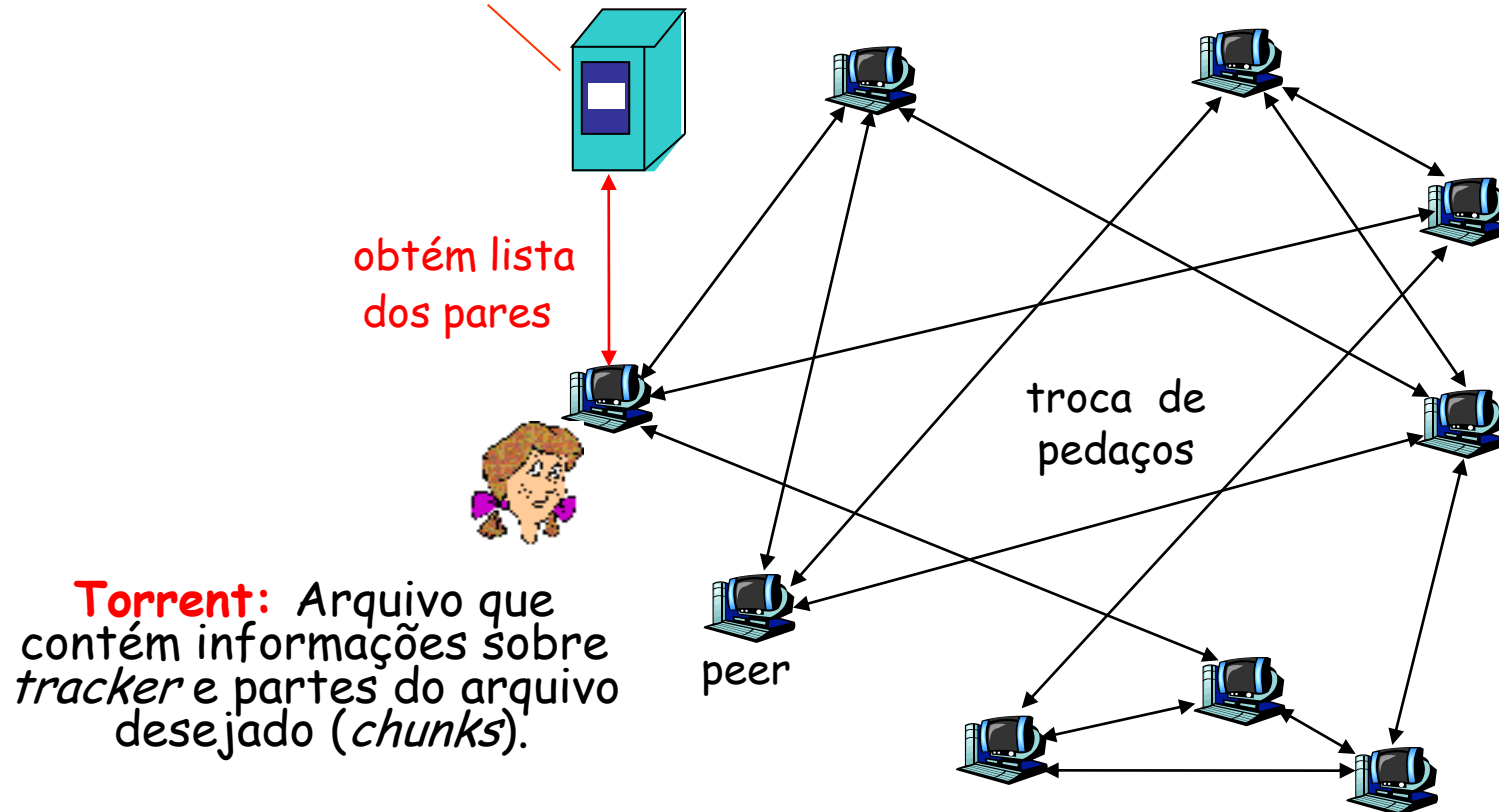 obtém lista
dos pares
troca de
pedaços
Torrent: Arquivo que
contém informações sobre
tracker e partes do arquivo
desejado (chunks).
peer